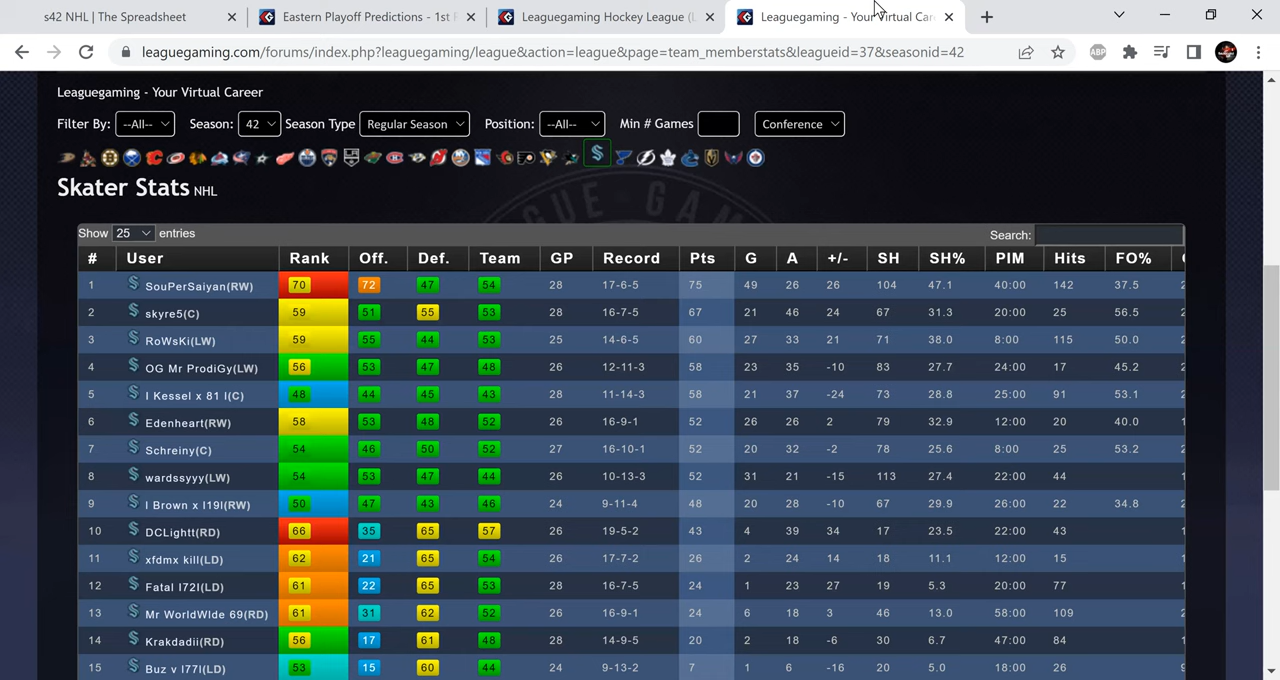 s42 NHL | The Spreadsheet
Eastern Playoff Predictions - 1st
Leaguegaming Hockey League (
Leaguegaming - Your Virtual Car
leaguegaming.com/forums/index.php?leaguegaming/league&action=league&page=team_memberstats&leagueid=37&seasonid=42
ABP
Leaguegaming - Your Virtual Career
Filter By: --All-- Season: 42 Season Type Regular Season Position: --All-- Min # Games Conference
Skater Stats NHL
Show 25 entries Search:
# User Rank Off. Def. Team GP Record Pts G A +/- SH SH% PIM Hits FO%
1 SouPerSaiyan(RW) 70 72 47 54 28 17-6-5 75 49 26 26 104 47.1 40:00 142 37.5
2 skyre5(C) 59 51 55 53 28 16-7-5 67 21 46 24 67 31.3 20:00 25 56.5
3 RoWsKi(LW) 59 55 44 53 25 14-6-5 60 27 33 21 71 38.0 8:00 115 50.0
4 OG Mr ProdiGy(LW) 56 53 47 48 26 12-11-3 58 23 35 -10 83 27.7 24:00 17 45.2
5 I Kessel x 81 I(C) 48 44 45 43 28 11-14-3 58 21 37 -24 73 28.8 25:00 91 53.1
6 Edenheart(RW) 58 53 48 52 26 16-9-1 52 26 26 2 79 32.9 12:00 20 40.0
7 Schreiny(C) 54 46 50 52 27 16-10-1 52 20 32 -2 78 25.6 8:00 25 53.2
8 wardssyyy(LW) 54 53 47 44 26 10-13-3 52 31 21 -15 113 27.4 22:00 44
9 I Brown x I19I(RW) 50 47 43 46 24 9-11-4 48 20 28 -10 67 29.9 26:00 22 34.8
10 DCLightt(RD) 66 35 65 57 26 19-5-2 43 4 39 34 17 23.5 22:00 43
11 xfdmx kill(LD) 62 21 65 54 26 17-7-2 26 2 24 14 18 11.1 12:00 15
12 Fatal I72I(LD) 61 22 65 53 28 16-7-5 24 1 23 27 19 5.3 20:00 77
13 Mr WorldWIde 69(RD) 61 31 62 52 26 16-9-1 24 6 18 3 46 13.0 58:00 109
14 Krakdadii(RD) 56 17 61 48 28 14-9-5 20 2 18 -6 30 6.7 47:00 84
15 Buz v I77I(LD) 53 15 60 44 24 9-13-2 7 1 6 -16 20 5.0 18:00 26